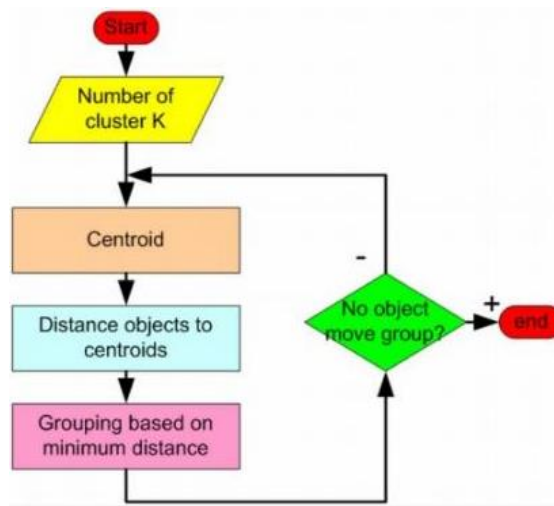 Start
Number of
cluster K
Centroid
Distance objects to
centroids
Grouping based on
minimum distance
-
No object
move group?
+
end